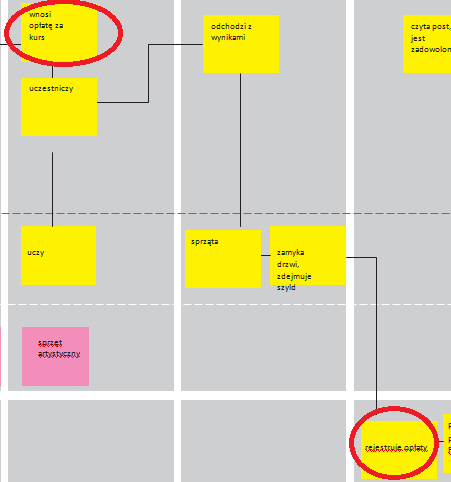 wnosi
opłatę za
kurs
odchodzi z
wynikami
czyta post,
jest
zadowolon
uczestniczy
uczy
sprząta
zamyka
drzwi,
zdejmuje
szyld
sprzęt
artystyczny
rejestruje opłaty